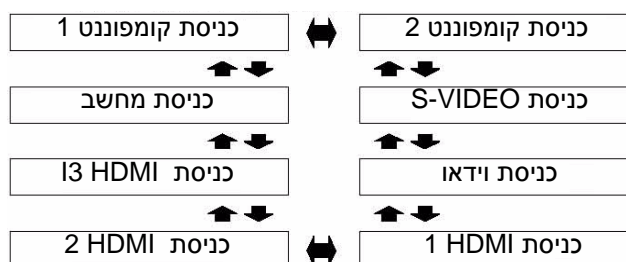 כניסת קומפוננט 2
כניסת קומפוננט 1
כניסת S-VIDEO
כניסת מחשב
כניסת וידאו
כניסת I3 HDMI
כניסת HDMI 1
כניסת HDMI 2